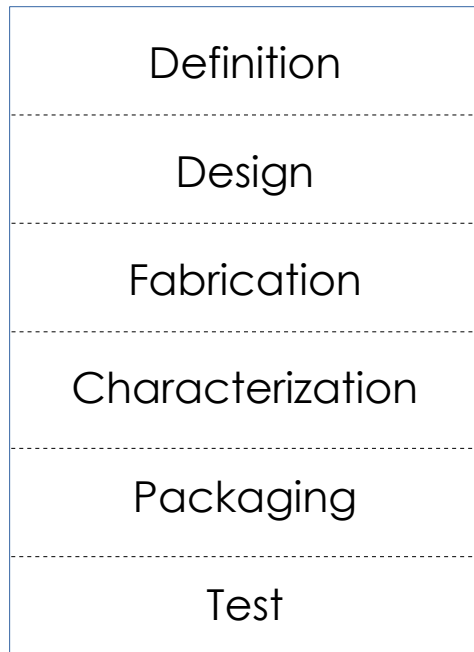 Definition
Design
Fabrication
Characterization
Packaging
Test